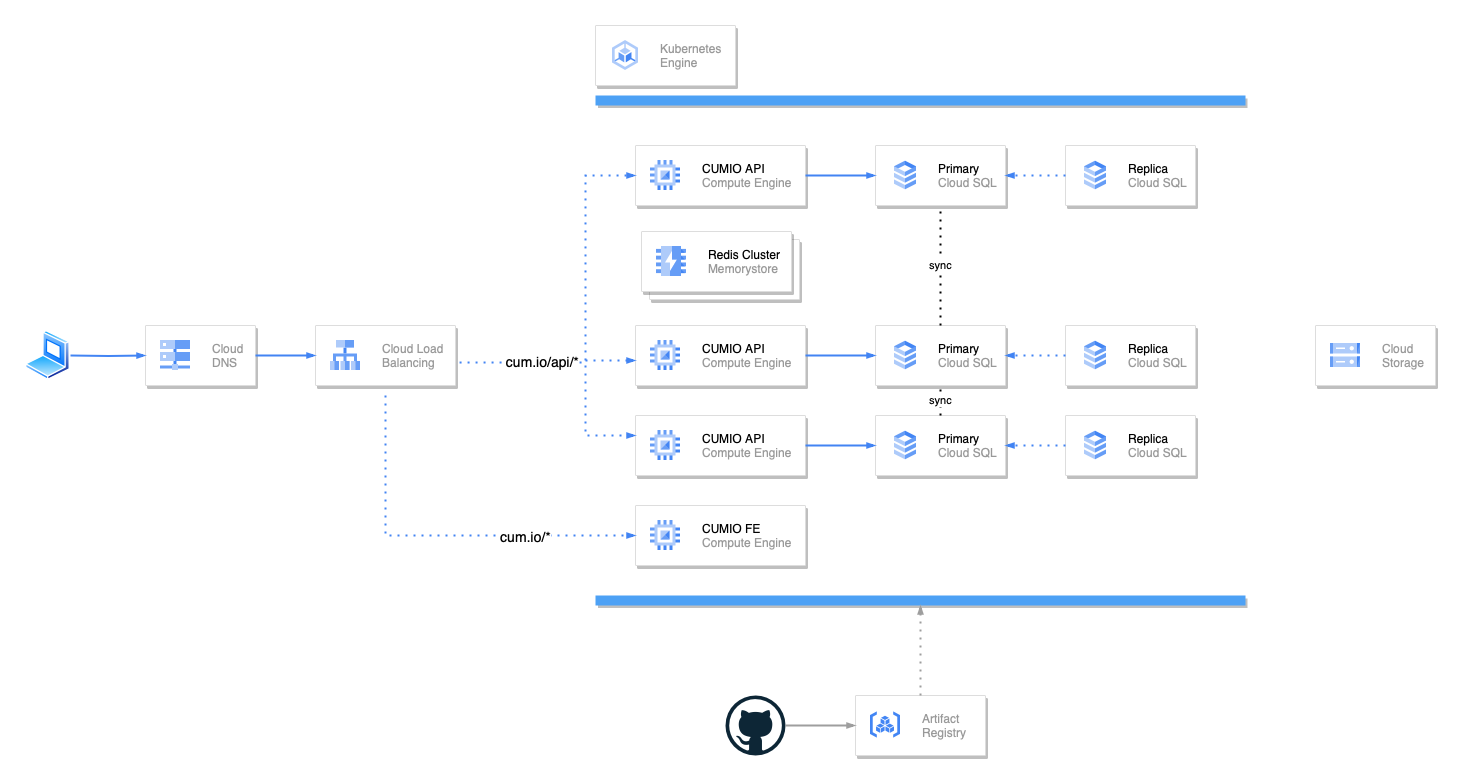 Kubernetes
Engine
CUMIO API
Compute Engine
Primary
Cloud SQL
Replica
Cloud SQL
Redis Cluster
Memorystore
sync
Cloud
DNS
Cloud Load
Balancing
cum.io/api/*
CUMIO API
Compute Engine
Primary
Cloud SQL
Replica
Cloud SQL
Cloud
Storage
sync
CUMIO API
Compute Engine
Primary
Cloud SQL
Replica
Cloud SQL
cum.io/*
CUMIO FE
Compute Engine
Artifact
Registry